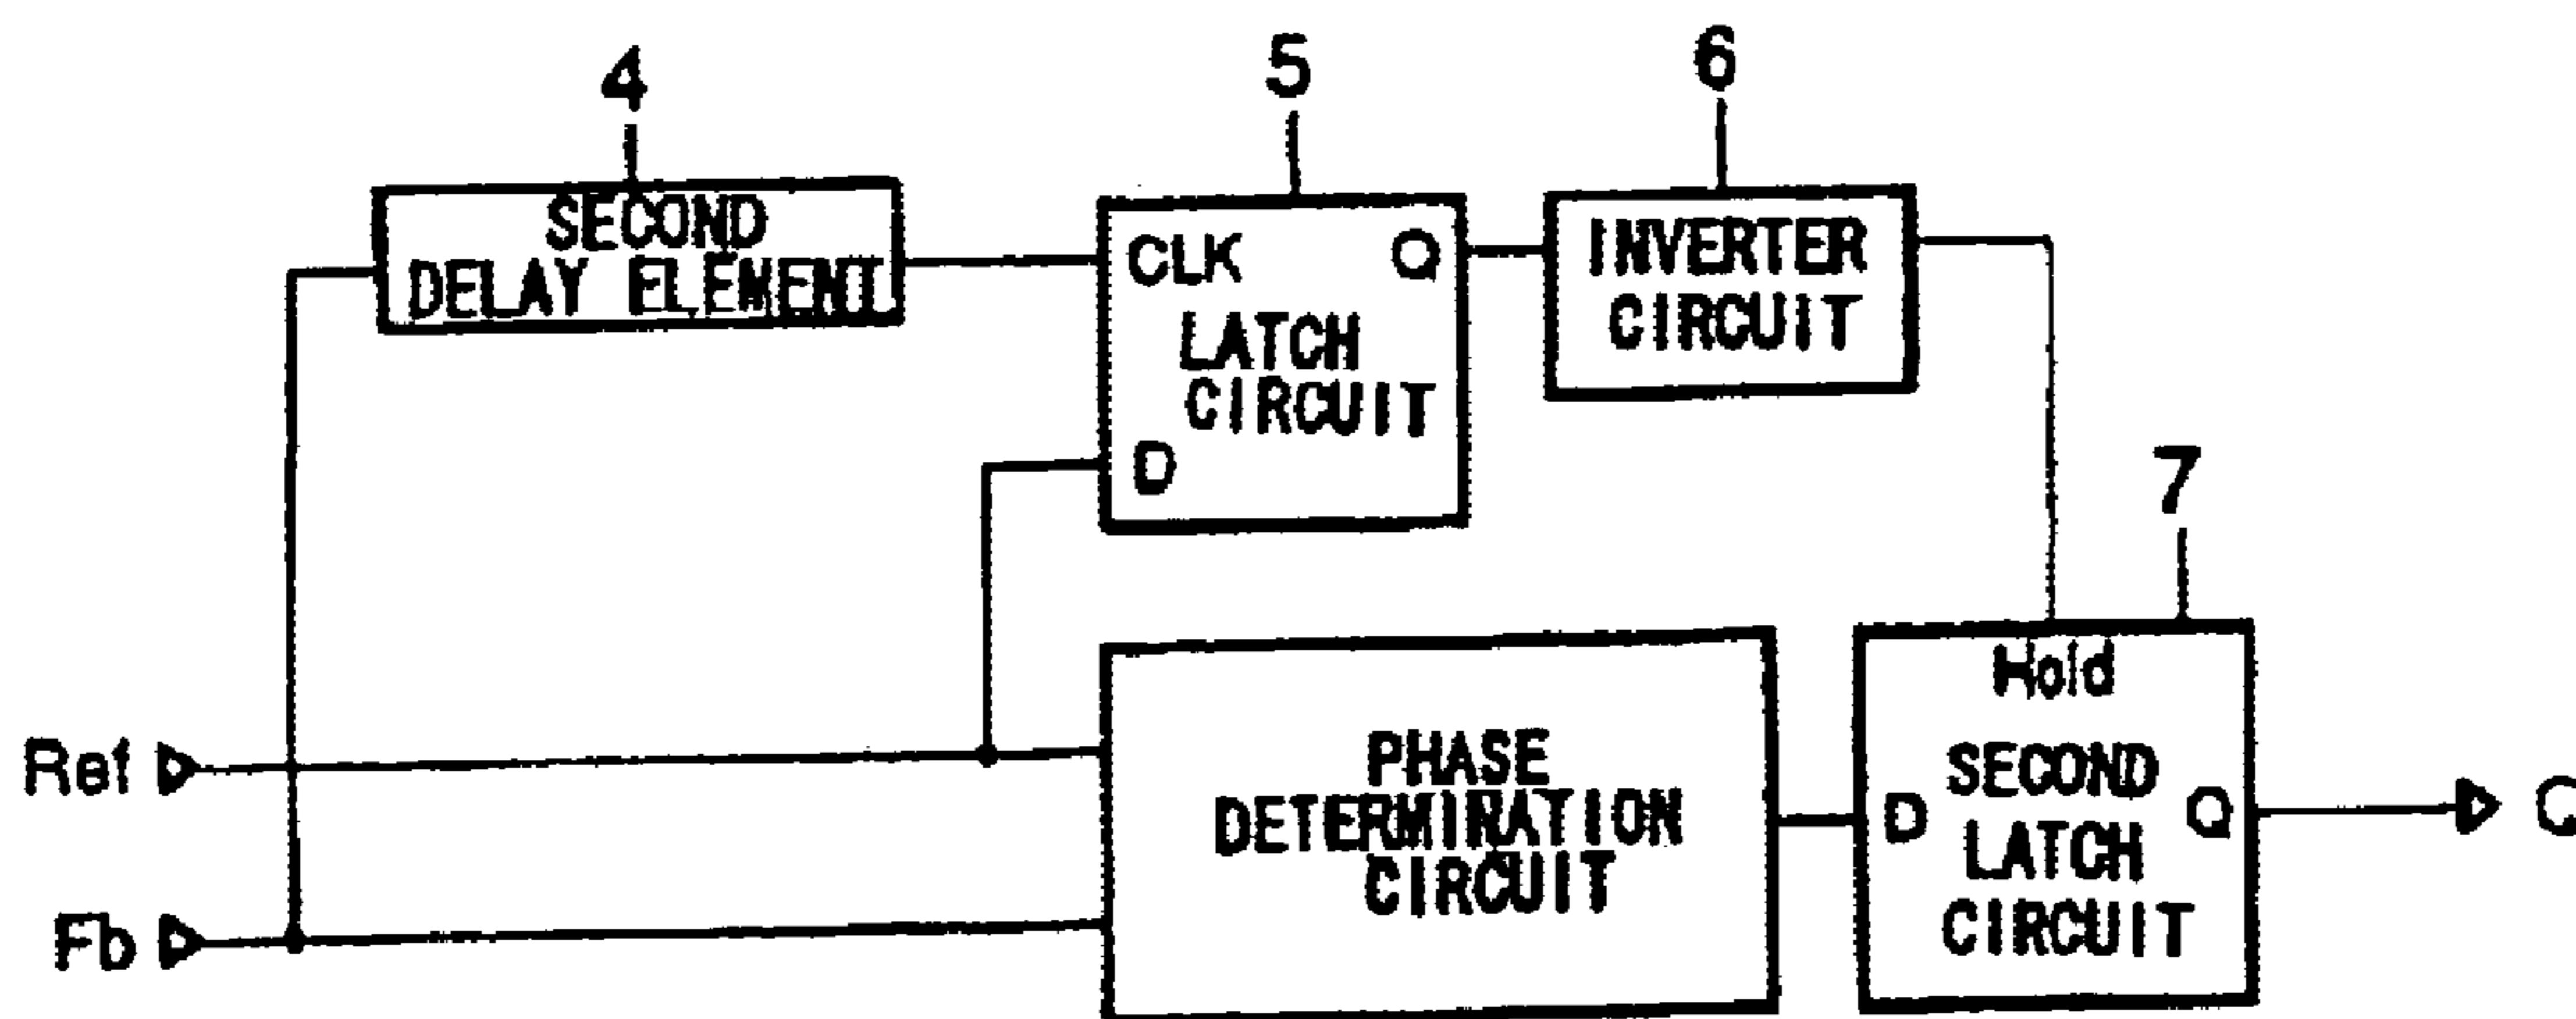 4
5
6
SECOND
DELAY ELEMENT
CLK
Q
LATCH
CIRCUIT
D
INVERTER
CIRCUIT
7
Ref
Fb
PHASE
DETERMINATION
CIRCUIT
Hold
SECOND
LATCH
CIRCUIT
D
Q